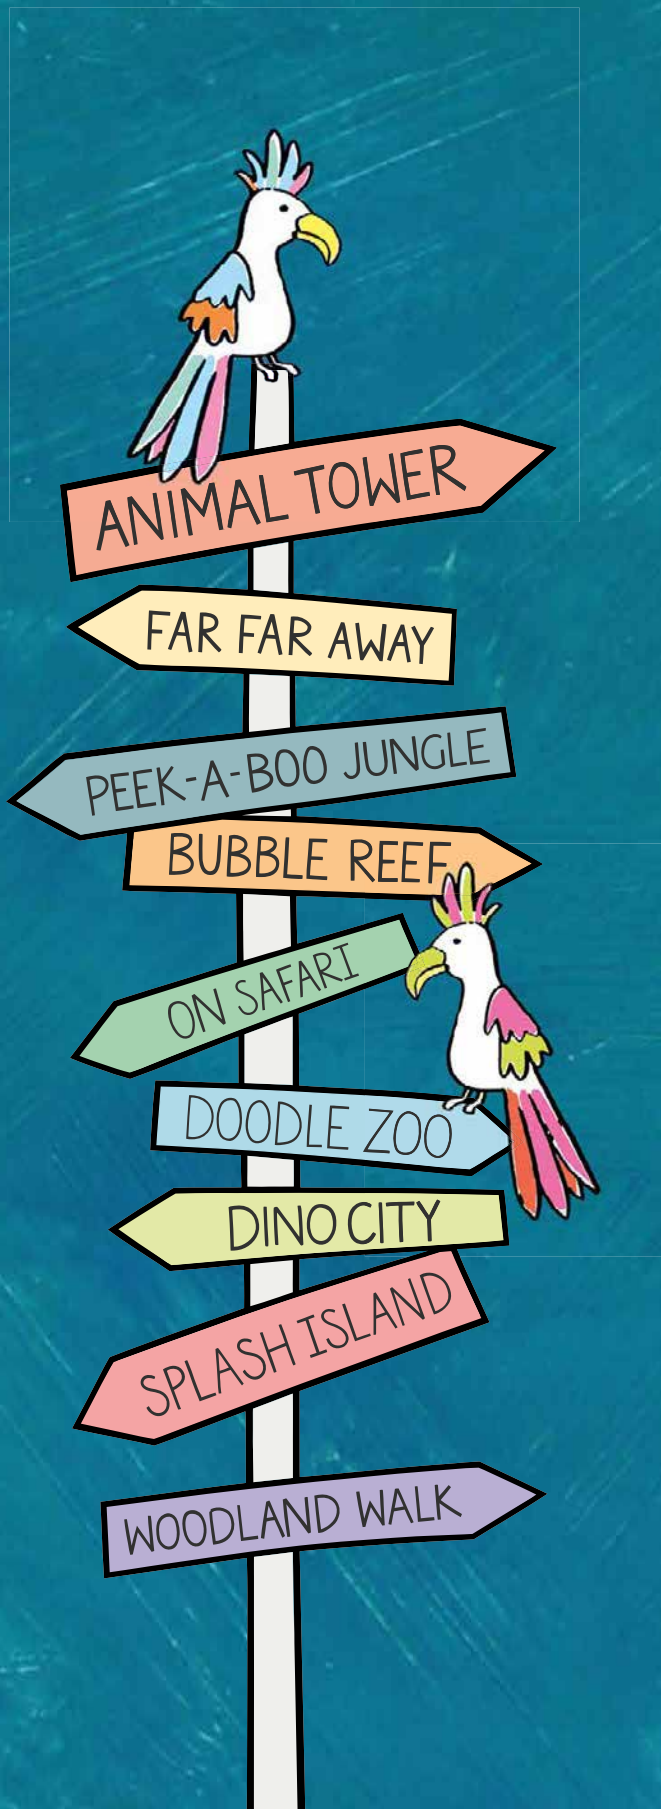 ANIMAL TOWER
FAR FAR AWAY
PEEK-A-BOO JUNGLE
BUBBLE REEF
ON SAFARI
DOODLE ZOO
DINO CITY
SPLASH ISLAND
WOODLAND WALK